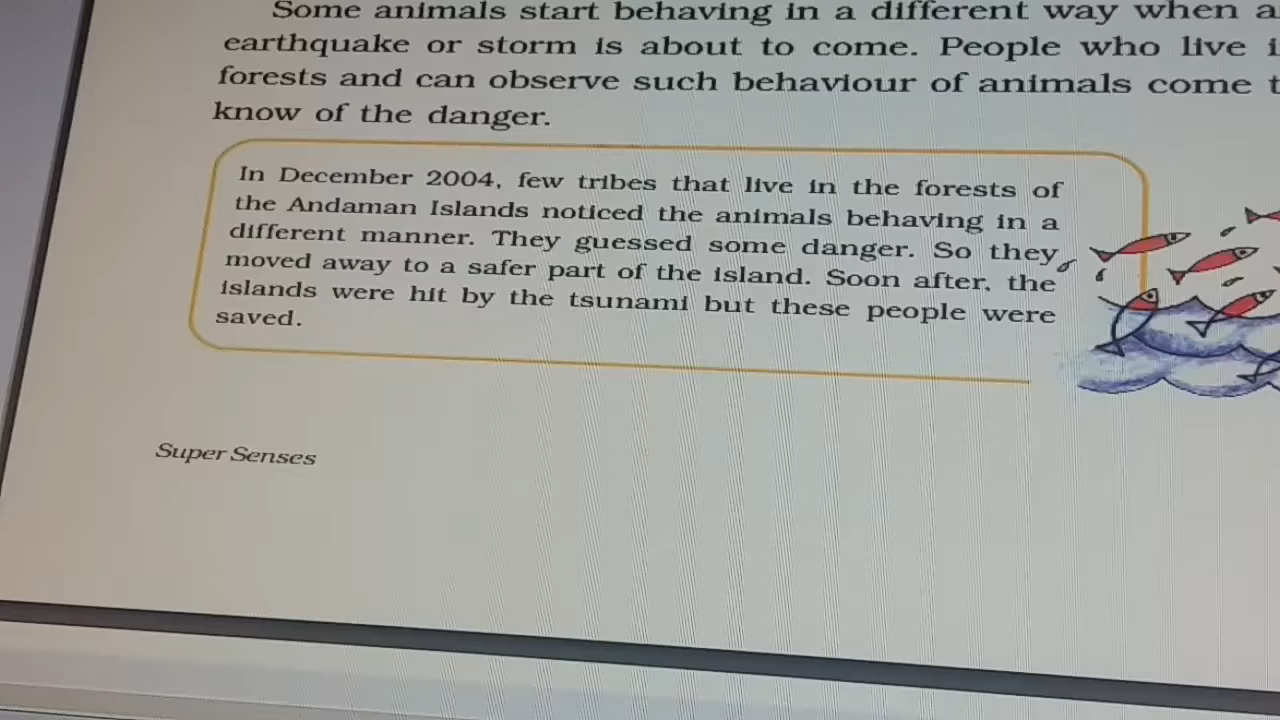 Some animals start behaving in a different way when a
earthquake or storm is about to come. People who live i
forests and can observe such behaviour of animals come t
know of the danger.
In December 2004, few tribes that live in the forests of
the Andaman Islands noticed the animals behaving in a
different manner. They guessed some danger. So they
moved away to a safer part of the island. Soon after, the
islands were hit by the tsunami but these people were
saved.
Super Senses